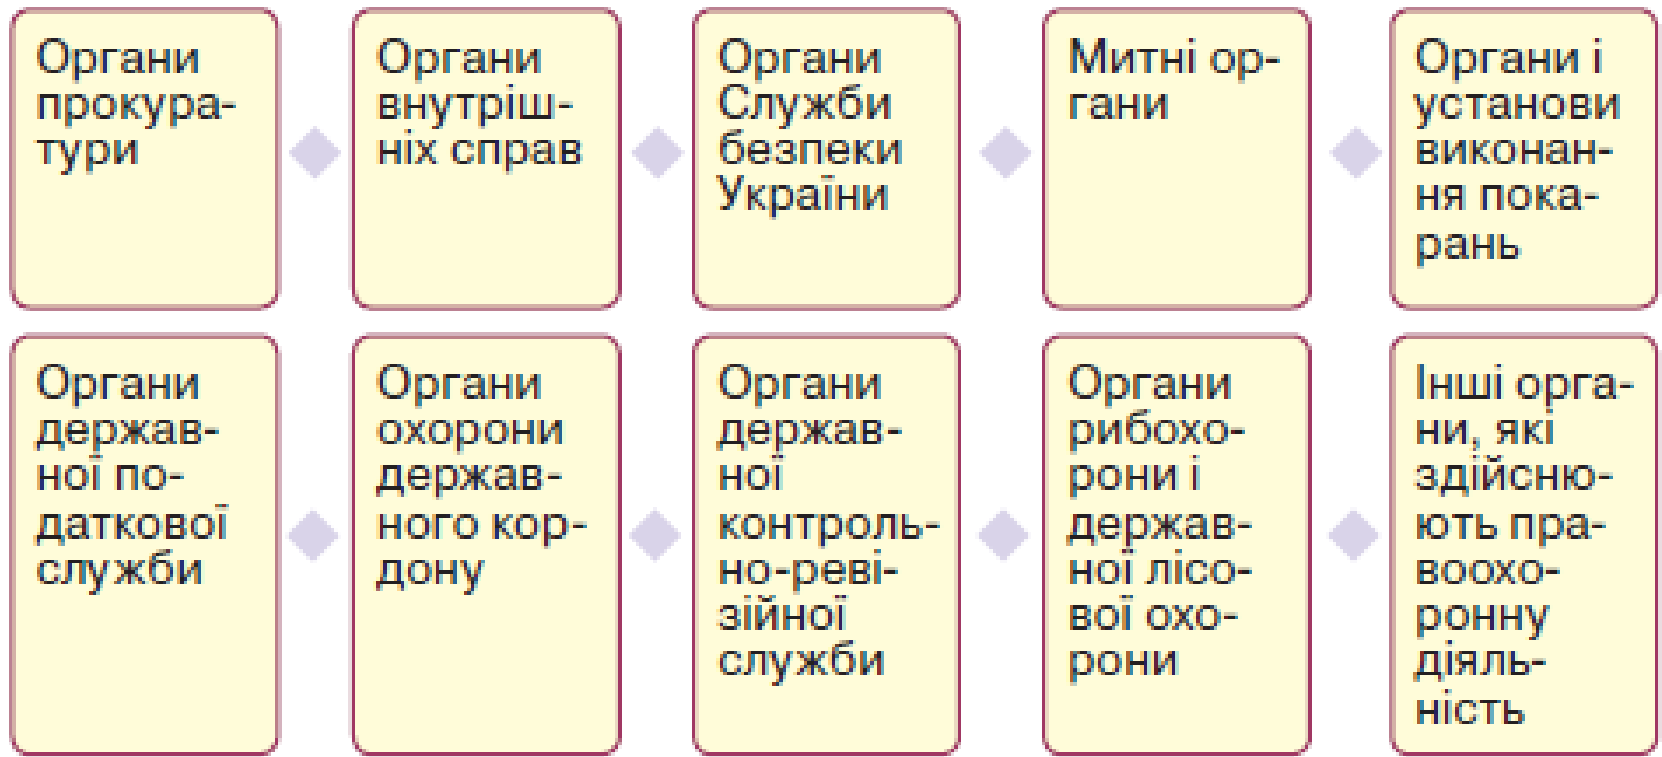 Органи
прокура-
тури
Органи
внутріш-
ніх справ
Органи
Служби
безпеки
України
Митні ор-
гани
Органи і
установи
виконан-
ня пока-
рань
Органи
держав-
ної по-
даткової
служби
Органи
охорони
держав-
ного кор-
дону
Органи
держав-
ної
контроль-
но-реві-
зійної
служби
Органи
рибохо-
рони і
держав-
ної лісо-
вої охо-
рони
Інші орга-
ни, які
здійсню-
ють пра-
воохо-
ронну
діяль-
ність